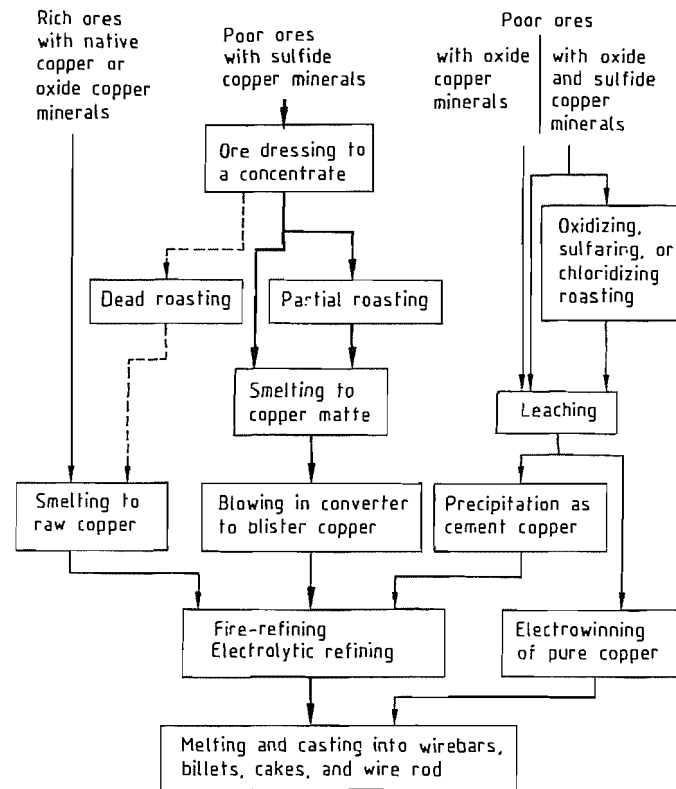 Rich ores
with native
copper or
oxide copper
minerals
Poor ores
with sulfide
copper minerals
Poor ores
with oxide
copper
minerals
with oxide
and sulfide
copper
minerals
Ore dressing to
a concentrate
Oxidizing,
sulfaring, or
chloridizing
roasting
Dead roasting
Partial roasting
Smelting to
copper matte
Leaching
Smelting to
raw copper
Blowing in converter
to blister copper
Precipitation as
cement copper
Fire-refining
Electrolytic refining
Electrowinning
of pure copper
Melting and casting into wirebars,
billets, cakes, and wire rod